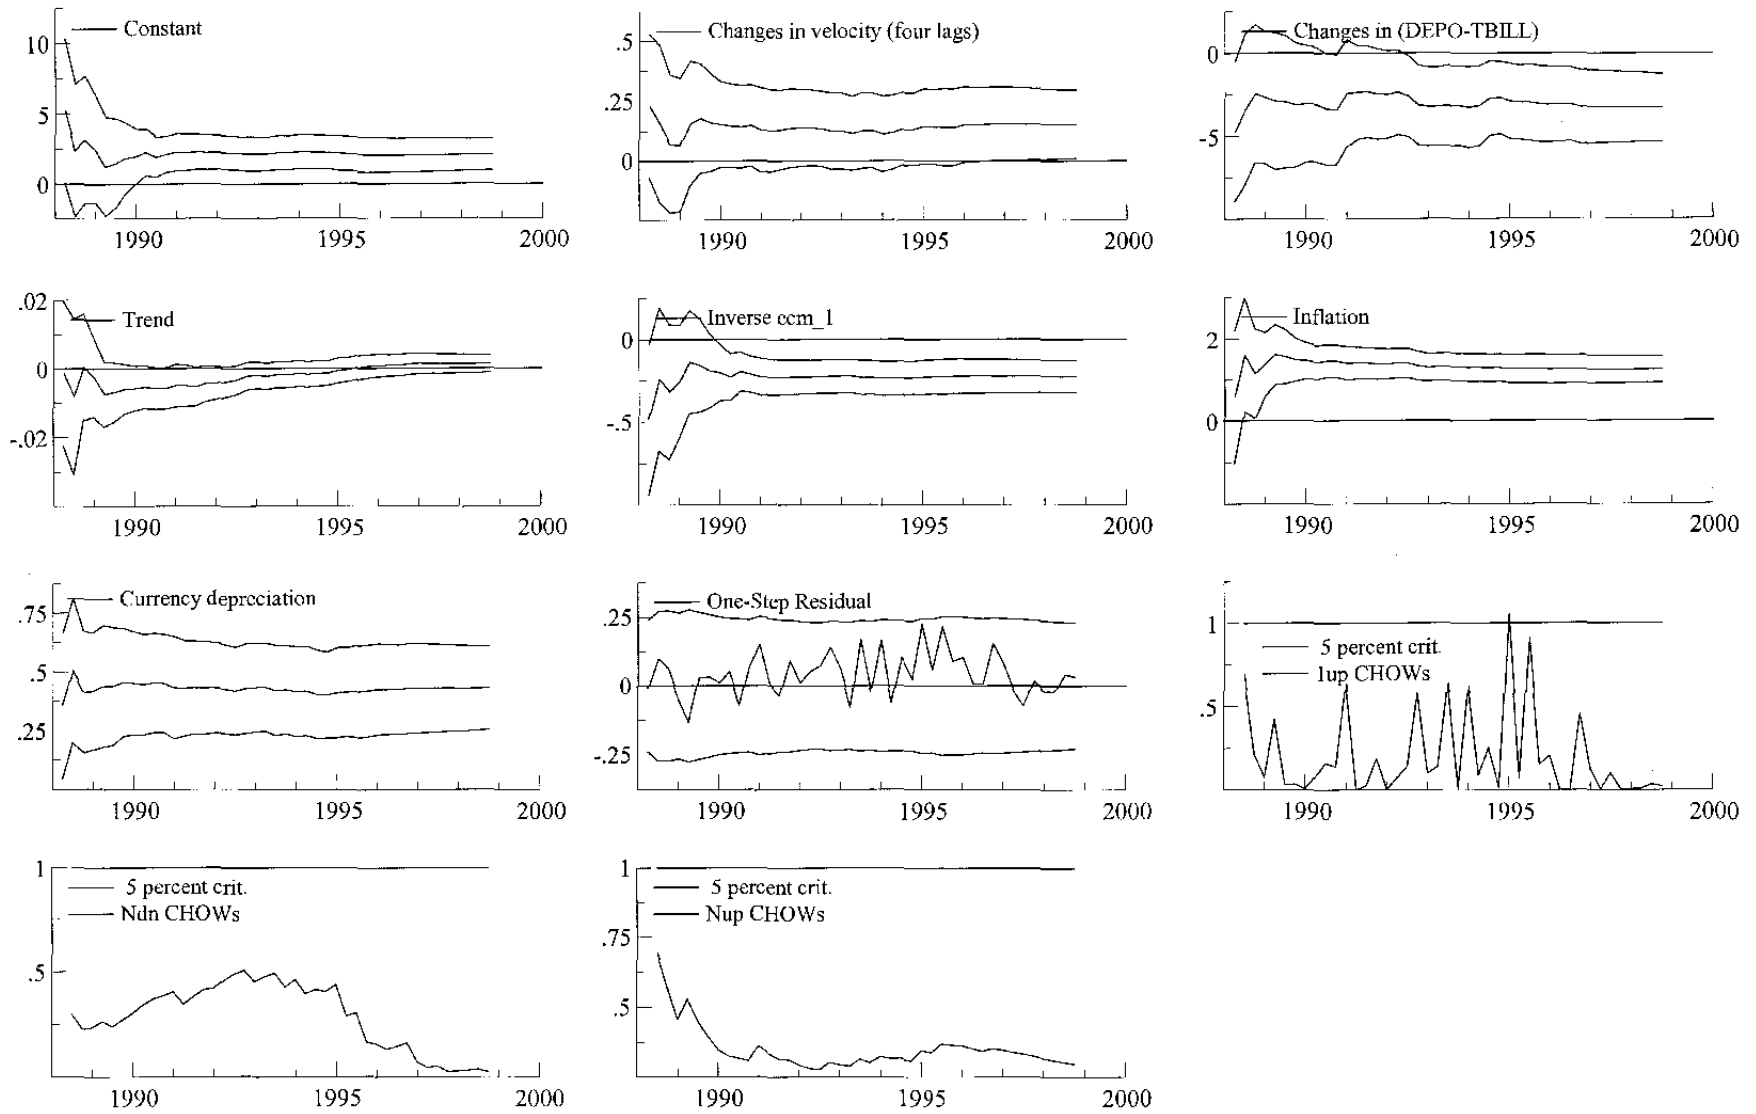 Constant
10
5
0
1990 1995 2000
Changes in velocity (four lags)
.5
.25
0
1990 1995 2000
Changes in (DEPO-TBILL)
0
-5
1990 1995 2000
Trend
.02
0
-.02
1990 1995 2000
Inverse ecm_1
0
-.5
1990 1995 2000
Inflation
2
0
1990 1995 2000
Currency depreciation
.75
.5
.25
1990 1995 2000
One-Step Residual
.25
0
-.25
1990 1995 2000
1
5 percent crit.
1up CHOWs
.5
1990 1995 2000
1
5 percent crit.
Ndn CHOWs
.5
1990 1995 2000
1
5 percent crit.
Nup CHOWs
.75
.5
1990 1995 2000